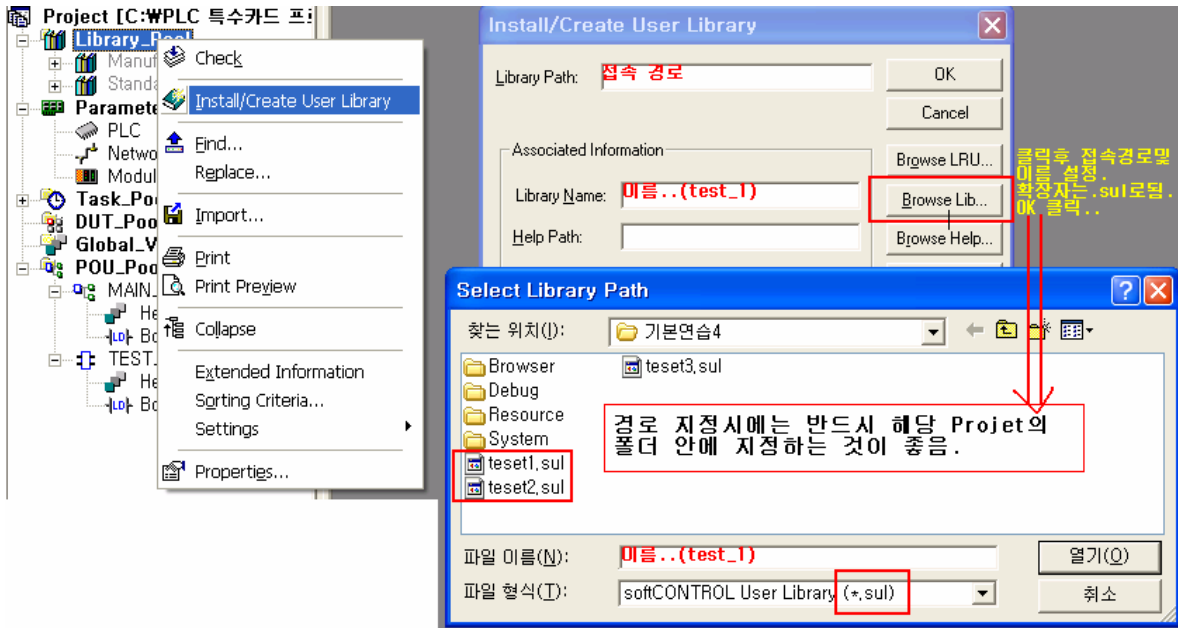 Project [C:₩PLC 특수카드 프
Library_Pool
Manuf
Standa
Paramete
PLC
Netwo
Modul
Task_Poo
DUT_Poo
Global_V
POU_Poo
MAIN_
He
Bo
TEST_
He
Bo
Check
Install/Create User Library
Find...
Replace...
Import...
Print
Print Preview
Collapse
Extended Information
Sorting Criteria...
Settings
Properties...
Install/Create User Library
Library Path: 접속 경로
OK
Cancel
Associated Information
Browse LRU...
Library Name: 이름..(test_1)
Browse Lib...
Help Path:
Browse Help...
클릭후 접속경로및
이름 설정.
확장자는.sul로됨.
OK 클릭..
Select Library Path
찾는 위치(I): 기본연습4
Browser
Debug
Resource
System
teset1.sul
teset2.sul
teset3.sul
경로 지정시에는 반드시 해당 Projet의
폴더 안에 지정하는 것이 좋음.
파일 이름(N): 이름..(test_1)
열기(O)
파일 형식(T): softCONTROL User Library (*.sul)
취소